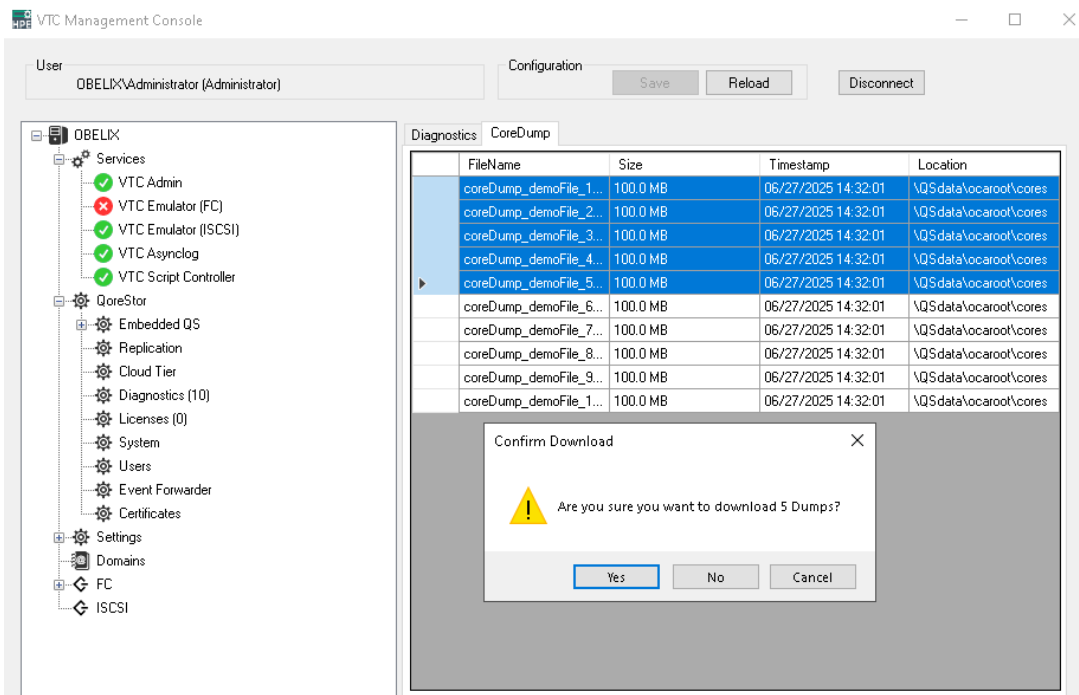 HPE VTC Management Console
User
OBELIX\Administrator (Administrator)
Configuration
Save
Reload
Disconnect
OBELIX
Services
VTC Admin
VTC Emulator (FC)
VTC Emulator (ISCSI)
VTC Asynclog
VTC Script Controller
QoreStor
Embedded QS
Replication
Cloud Tier
Diagnostics (10)
Licenses (0)
System
Users
Event Forwarder
Certificates
Settings
Domains
FC
ISCSI
Diagnostics CoreDump
FileName Size Timestamp Location
coreDump_demoFile_1... 100.0 MB 06/27/2025 14:32:01 \QSdata\ocaroot\cores
coreDump_demoFile_2... 100.0 MB 06/27/2025 14:32:01 \QSdata\ocaroot\cores
coreDump_demoFile_3... 100.0 MB 06/27/2025 14:32:01 \QSdata\ocaroot\cores
coreDump_demoFile_4... 100.0 MB 06/27/2025 14:32:01 \QSdata\ocaroot\cores
coreDump_demoFile_5... 100.0 MB 06/27/2025 14:32:01 \QSdata\ocaroot\cores
coreDump_demoFile_6... 100.0 MB 06/27/2025 14:32:01 \QSdata\ocaroot\cores
coreDump_demoFile_7... 100.0 MB 06/27/2025 14:32:01 \QSdata\ocaroot\cores
coreDump_demoFile_8... 100.0 MB 06/27/2025 14:32:01 \QSdata\ocaroot\cores
coreDump_demoFile_9... 100.0 MB 06/27/2025 14:32:01 \QSdata\ocaroot\cores
coreDump_demoFile_1... 100.0 MB 06/27/2025 14:32:01 \QSdata\ocaroot\cores
Confirm Download
Are you sure you want to download 5 Dumps?
Yes No Cancel